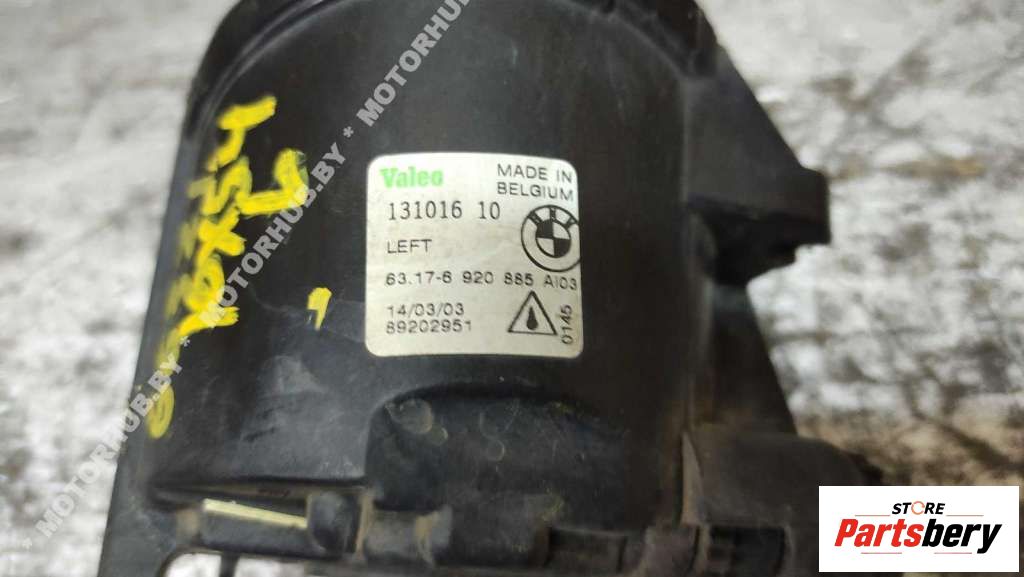 MOTORHUB.BY * MOTORHUB.BY * MOTORHUB.BY
Valeo
MADE IN
BELGIUM
131016 10
LEFT
63.17-6 920 885 A|03
14/03/03
89202951
0145
STORE
Partsbery